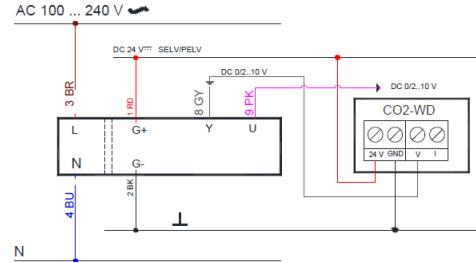 AC 100 ... 240 V
DC 24 V SELV/PELV
DC 0/2..10 V
DC 0/2..10 V
3 BR
1 RD
8 GY
9 PK
CO2-WD
L
G+
Y
U
24 V GND V I
N
G-
4 BU
2 BK
N